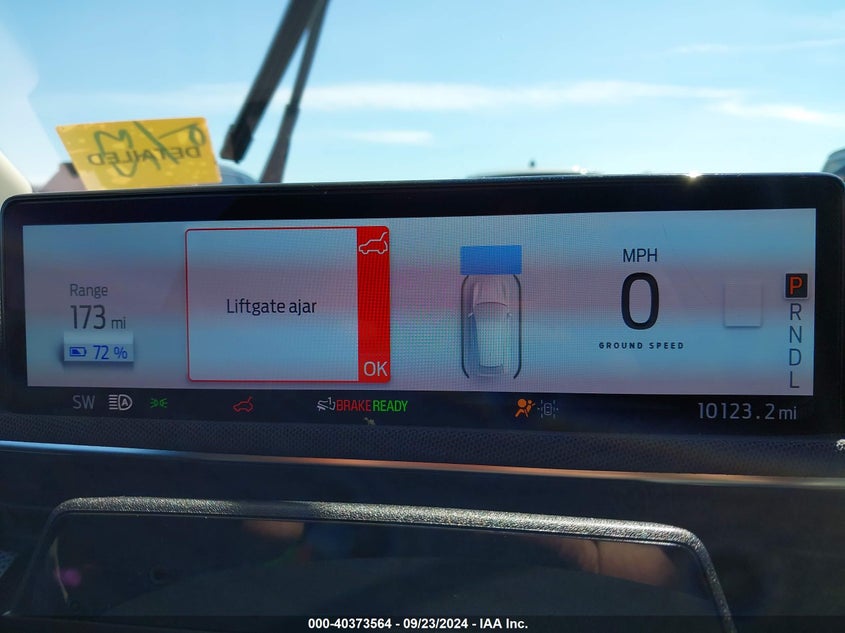 DETAILED
Range
173 mi
72 %
Liftgate ajar
OK
MPH
0
GROUND SPEED
P
R
N
D
L
SW
A
BRAKE READY
10123.2 mi
000-40373564 - 09/23/2024 - IAA Inc.